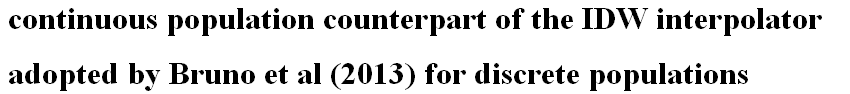 continuous population counterpart of the IDW interpolator
adopted by Bruno et al (2013) for discrete populations